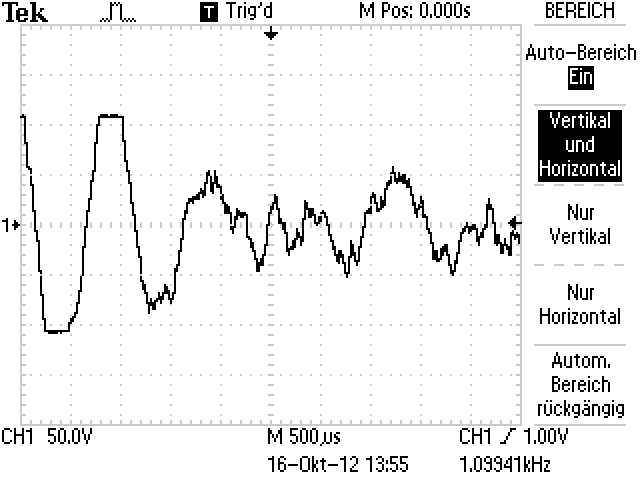 Tek
T Trig'd
M Pos: 0.000s
BEREICH
Auto-Bereich
Ein
Vertikal
und
Horizontal
Nur
Vertikal
Nur
Horizontal
Autom.
Bereich
rückgängig
1
CH1 50.0V
M 500µs
CH1 1.00V
16-Okt-12 13:55
1.09941kHz